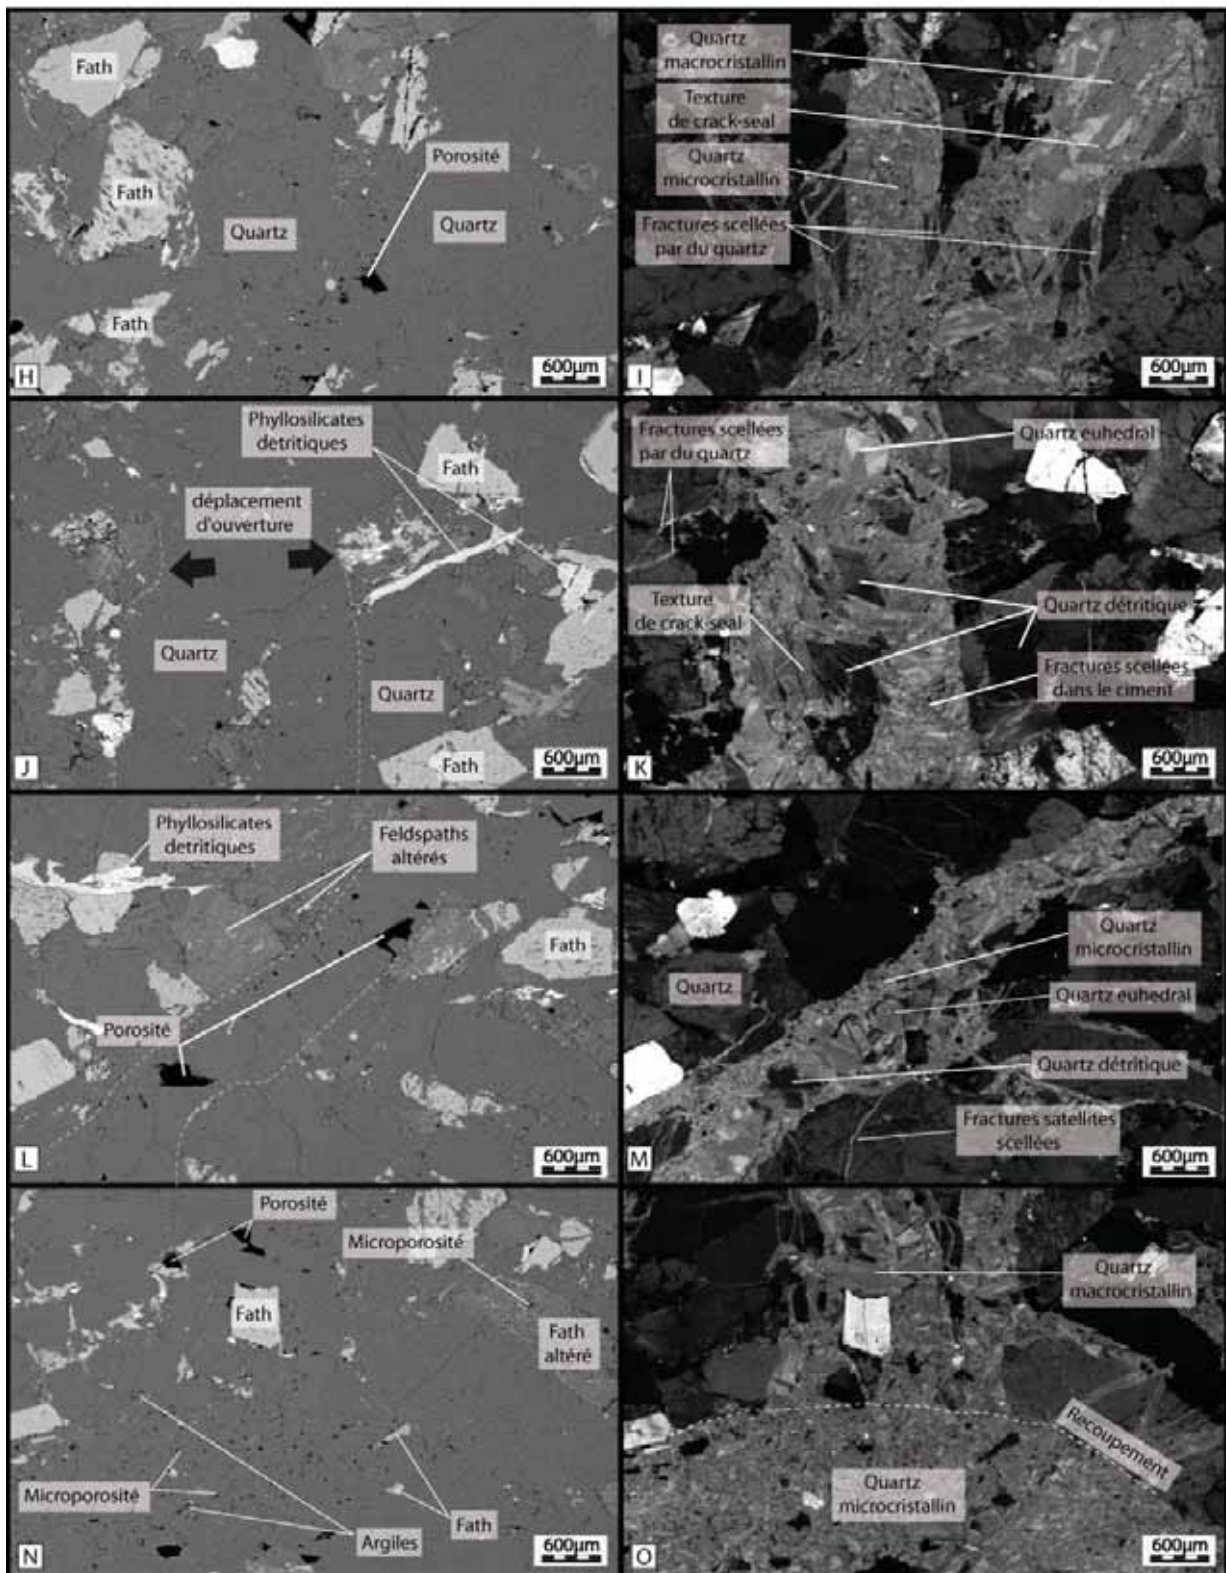 Fath
Fath
Porosité
Quartz
Quartz
Fath
H
600µm
Quartz
macrocristallin
Texture
de crack-seal
Quartz
microcristallin
Fractures scellées
par du quartz
I
600µm
Phyllosilicates
detritiques
Fath
déplacement
d'ouverture
Quartz
Quartz
Fath
J
600µm
Fractures scellées
par du quartz
Quartz euhedral
Texture
de crack-seal
Quartz détritique
Fractures scellées
dans le ciment
K
600µm
Phyllosilicates
detritiques
Feldspaths
altérés
Fath
Porosité
L
600µm
Quartz
microcristallin
Quartz
Quartz euhedral
Quartz détritique
Fractures satellites
scellées
M
600µm
Porosité
Microporosité
Fath
Fath
altéré
Microporosité
Argiles
Fath
N
600µm
Quartz
macrocristallin
Recoupement
Quartz
microcristallin
O
600µm